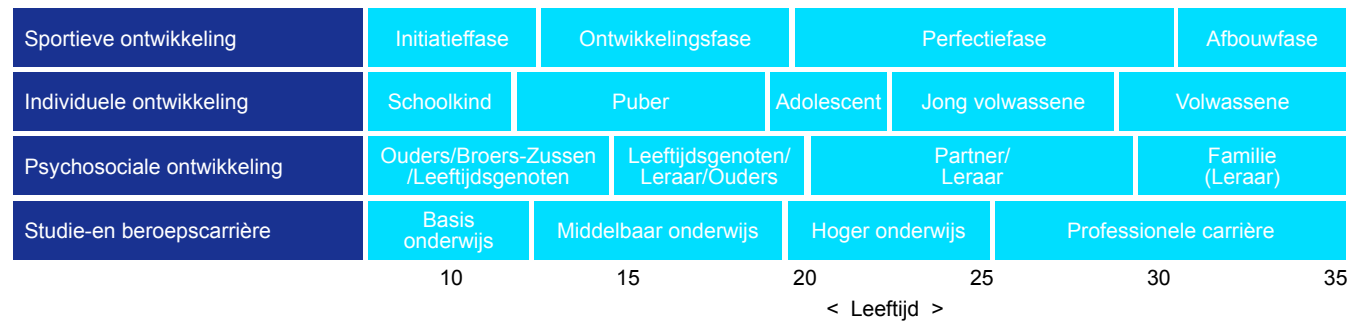 Sportieve ontwikkeling
Initiatieffase
Ontwikkelingsfase
Perfectiefase
Afbouwfase
Individuele ontwikkeling
Schoolkind
Puber
Adolescent
Jong volwassene
Volwassene
Psychosociale ontwikkeling
Ouders/Broers-Zussen
/Leeftijdsgenoten
Leeftijdsgenoten/
Leraar/Ouders
Partner/
Leraar
Familie
(Leraar)
Studie-en beroepscarrière
Basis
onderwijs
Middelbaar onderwijs
Hoger onderwijs
Professionele carrière
10 15 20 25 30 35
< Leeftijd >